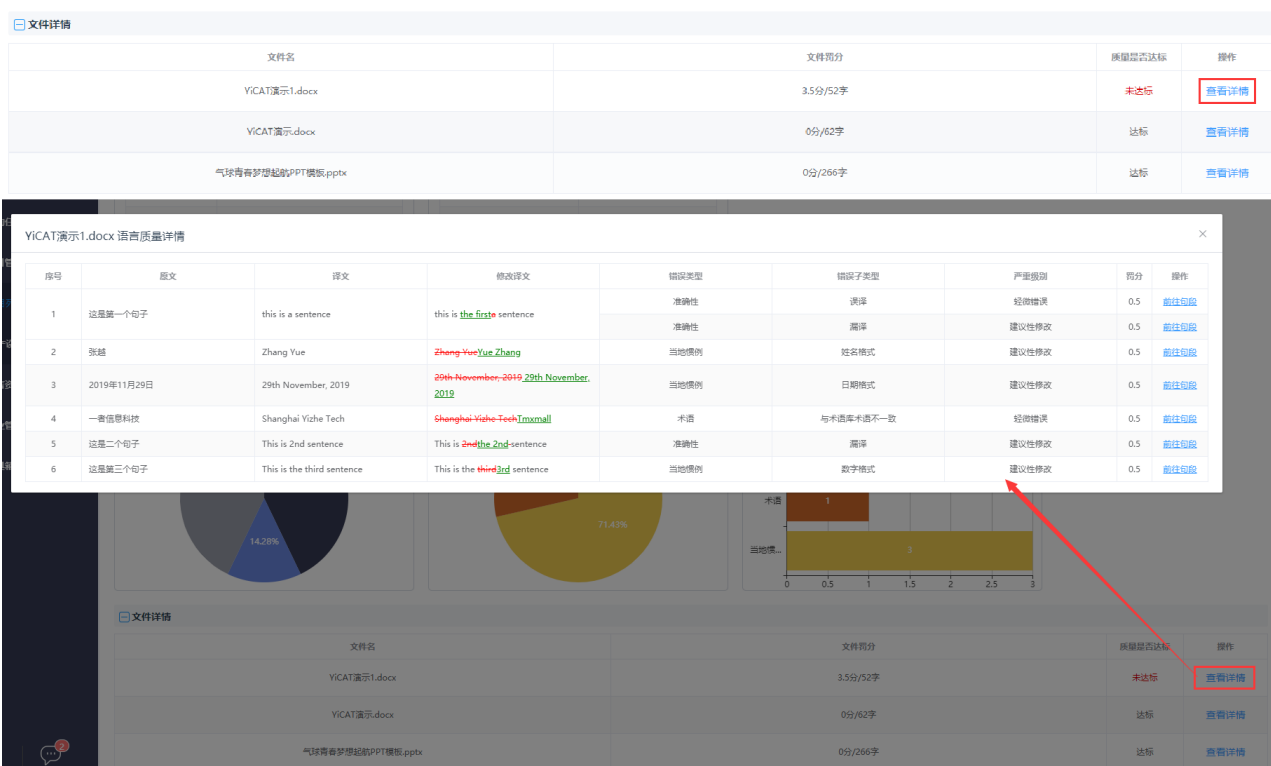 文件详情
文件名 文件罚分 质量是否达标 操作
YiCAT演示1.docx 3.5分/52字 未达标 查看详情
YiCAT演示.docx 0分/62字 达标 查看详情
气球青春梦想起航PPT模板.pptx 0分/266字 达标 查看详情
YiCAT演示1.docx 语言质量详情
序号 原文 译文 修改译文 错误类型 错误子类型 严重级别 罚分 操作
1 这是第一个句子 this is a sentence this is the firsta sentence 准确性 误译 轻微错误 0.5 前往句段
准确性 漏译 建议性修改 0.5 前往句段
2 张越 Zhang Yue Zhang YueYue Zhang 当地惯例 姓名格式 建议性修改 0.5 前往句段
3 2019年11月29日 29th November, 2019 29th November, 2019 29th November, 当地惯例 日期格式 建议性修改 0.5 前往句段
2019
4 一者信息科技 Shanghai Yizhe Tech Shanghai Yizhe TechTmxmall 术语 与术语库术语不一致 轻微错误 0.5 前往句段
5 这是二个句子 This is 2nd sentence This is 2ndthe 2nd sentence 准确性 漏译 建议性修改 0.5 前往句段
6 这是第三个句子 This is the third sentence This is the third3rd sentence 当地惯例 数字格式 建议性修改 0.5 前往句段
术语 1
71.43%
14.28%
当地惯... 3
0 0.5 1 1.5 2 2.5 3
文件详情
文件名 文件罚分 质量是否达标 操作
YiCAT演示1.docx 3.5分/52字 未达标 查看详情
YiCAT演示.docx 0分/62字 达标 查看详情
气球青春梦想起航PPT模板.pptx 0分/266字 达标 查看详情
2